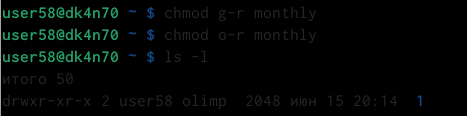 user58@dk4n70 ~ $ chmod g-r monthly
user58@dk4n70 ~ $ chmod o-r monthly
user58@dk4n70 ~ $ ls -l
итого 50
drwxr-xr-x 2 user58 olimp  2048 июн 15 20:14  1